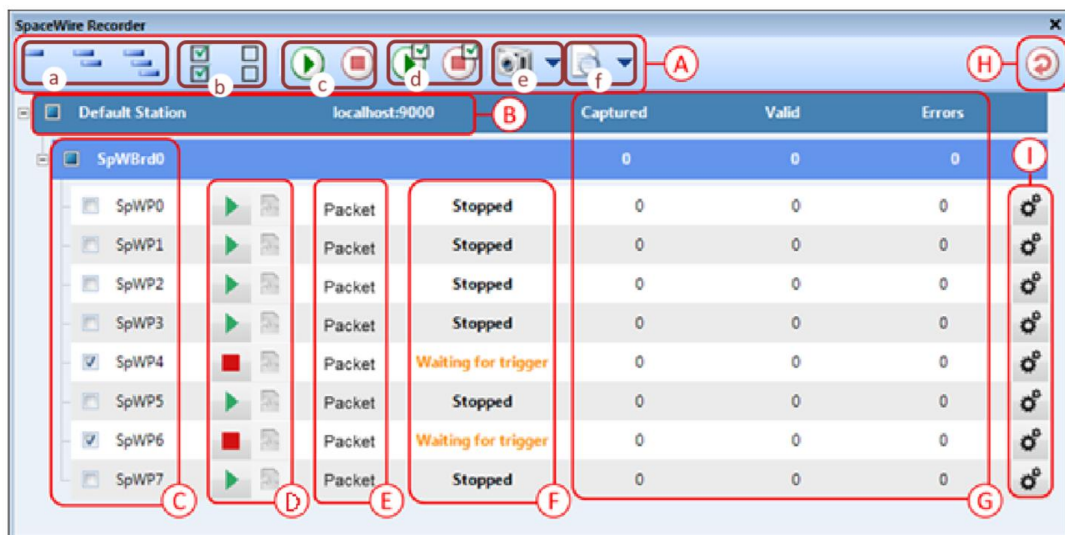 SpaceWire Recorder
a b c d e f A H
Default Station localhost:9000 B Captured Valid Errors
SpWBrd0 0 0 0 I
SpWP0 Packet Stopped 0 0 0
SpWP1 Packet Stopped 0 0 0
SpWP2 Packet Stopped 0 0 0
SpWP3 Packet Stopped 0 0 0
SpWP4 Packet Waiting for trigger 0 0 0
SpWP5 Packet Stopped 0 0 0
SpWP6 Packet Waiting for trigger 0 0 0
SpWP7 Packet Stopped 0 0 0
C D E F G